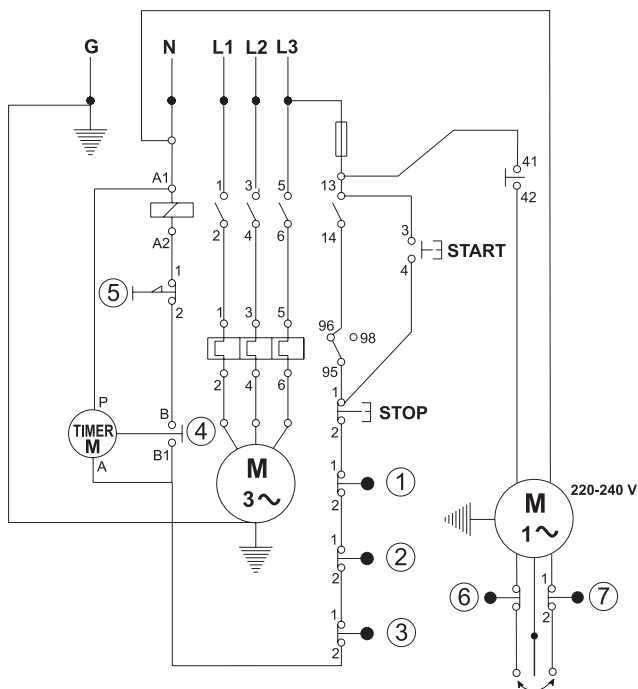 G N L1 L2 L3
A1 1 3 5 13 41
42
A2 2 4 6 14 3 START
4
1
5
2
1 3 5 96 98
95
2 4 6 1 STOP
2
P B 4
TIMER
M
A B1
M
3~
1 1
2
1 2
2
1 3
2
M
1~
220-240 V
6 1 7
2